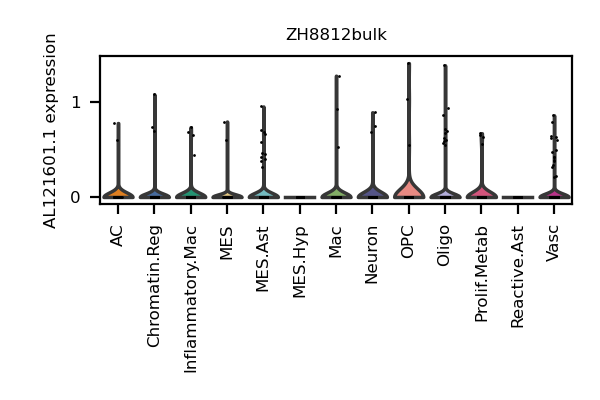 ZH8812bulk
AL121601.1 expression
1
0
AC
Chromatin.Reg
Inflammatory.Mac
MES
MES.Ast
MES.Hyp
Mac
Neuron
OPC
Oligo
Prolif.Metab
Reactive.Ast
Vasc